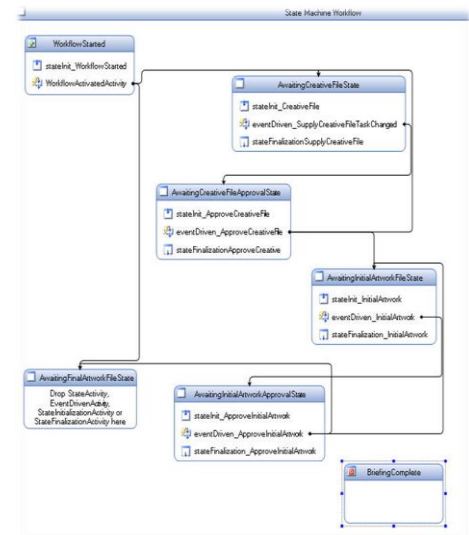 State Machine Workflow
WorkflowStarted
stateInit_WorkflowStarted
WorkflowActivatedActivity
AwaitingCreativeFileState
stateInit_CreativeFile
eventDriven_SupplyCreativeFileTaskChanged
stateFinalizationSupplyCreativeFile
AwaitingCreativeFileApprovalState
stateInit_ApproveCreativeFile
eventDriven_ApproveCreativeFile
stateFinalizationApproveCreative
AwaitingInitialArtworkFileState
stateInit_InitialArtwork
eventDriven_InitialArtwork
stateFinalization_InitialArtwork
AwaitingFinalArtworkFileState
Drop StateActivity,
EventDrivenActivity,
StateInitializationActivity or
StateFinalizationActivity here
AwaitingInitialArtworkApprovalState
stateInit_ApproveInitialArtwork
eventDriven_ApproveInitialArtwork
stateFinalization_ApproveInitialArtwork
BriefingComplete